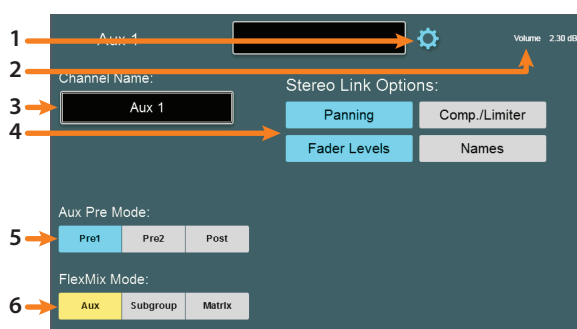 1
Aux 1
Volume 2.30 dB
2
Channel Name:
Stereo Link Options:
3
Aux 1
Panning
Comp./Limiter
4
Fader Levels
Names
Aux Pre Mode:
5
Pre1
Pre2
Post
FlexMix Mode:
6
Aux
Subgroup
Matrix